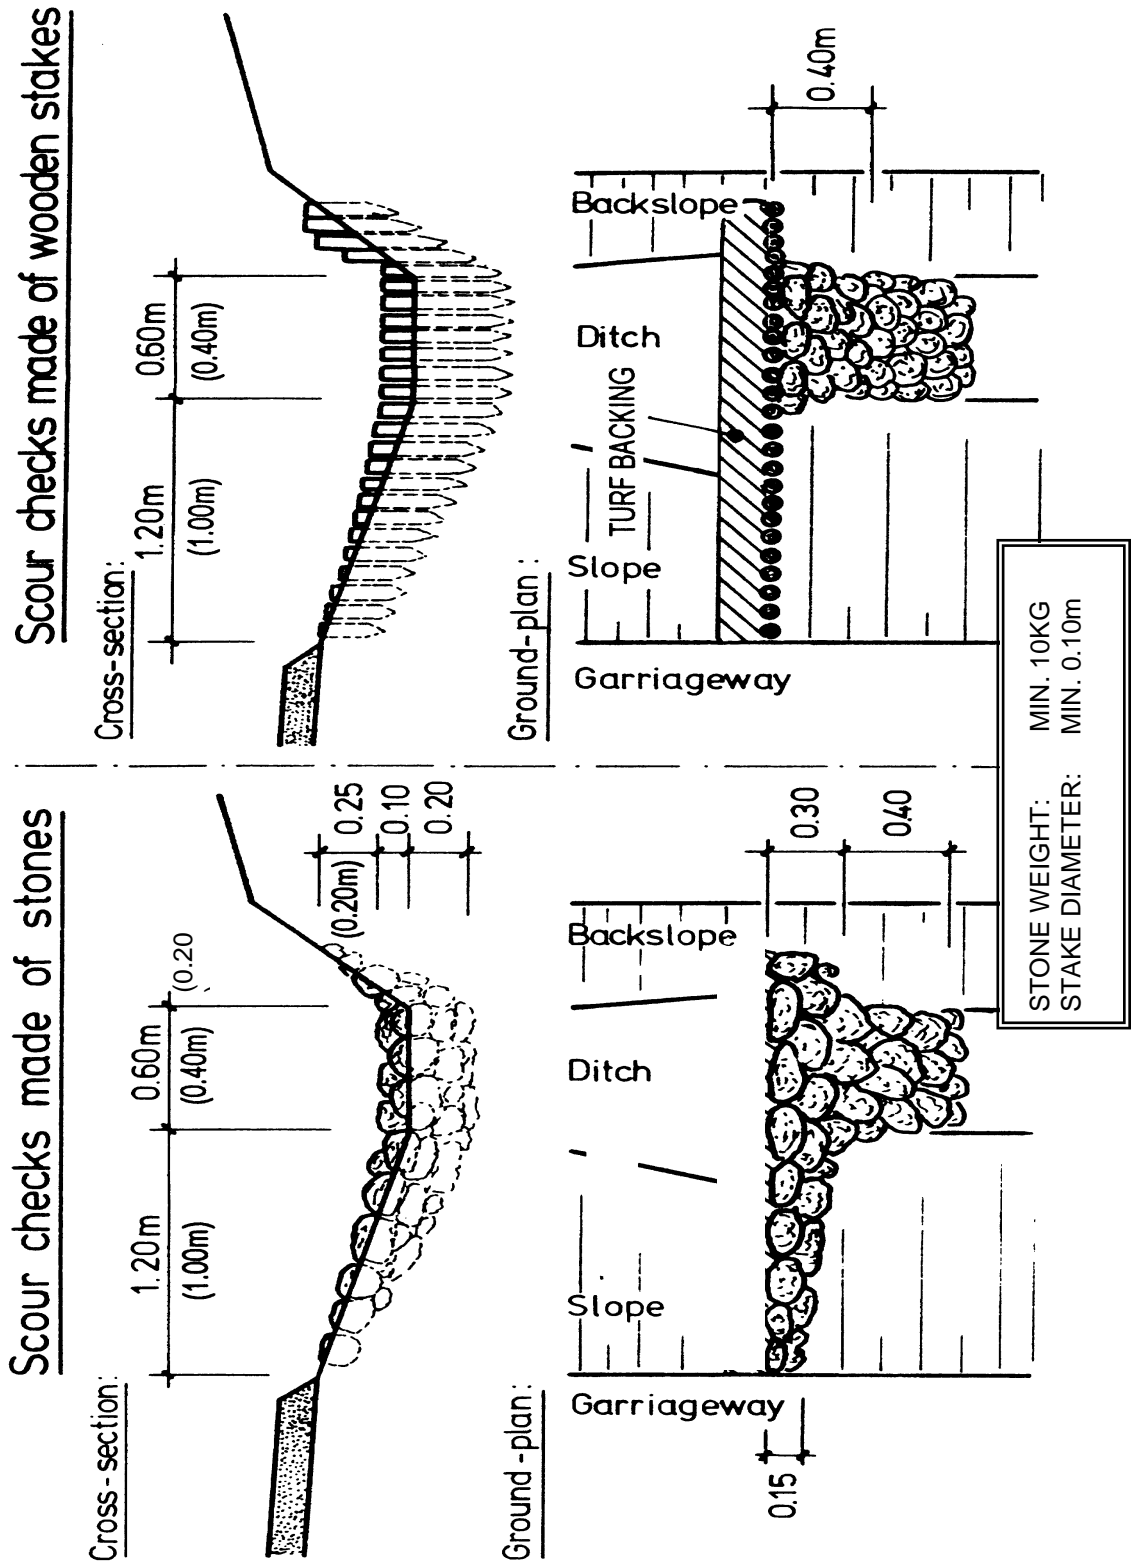 Scour checks made of stones
Cross-section:
1.20m
(1.00m)
0.60m
(0.40m)
(0.20
0.25
(0.20m)
0.10
0.20
Ground-plan:
Backslope
Ditch
Slope
Garriageway
0.15
0.30
0.40
Scour checks made of wooden stakes
Cross-section:
1.20m
(1.00m)
0.60m
(0.40m)
Ground-plan:
Backslope
Ditch
TURF BACKING
Slope
Garriageway
0.40m
STONE WEIGHT: MIN. 10KG
STAKE DIAMETER: MIN. 0.10m